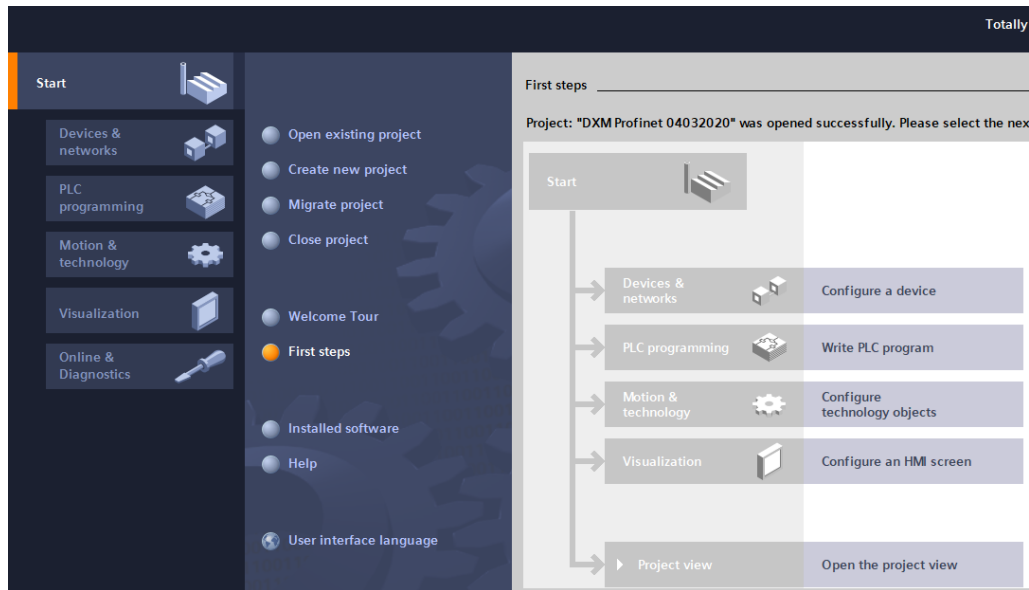 Totally
Start
Devices &
networks
PLC
programming
Motion &
technology
Visualization
Online &
Diagnostics
Open existing project
Create new project
Migrate project
Close project
Welcome Tour
First steps
Installed software
Help
User interface language
First steps
Project: "DXM Profinet 04032020" was opened successfully. Please select the nex
Start
Devices &
networks
Configure a device
PLC programming
Write PLC program
Motion &
technology
Configure
technology objects
Visualization
Configure an HMI screen
Project view
Open the project view